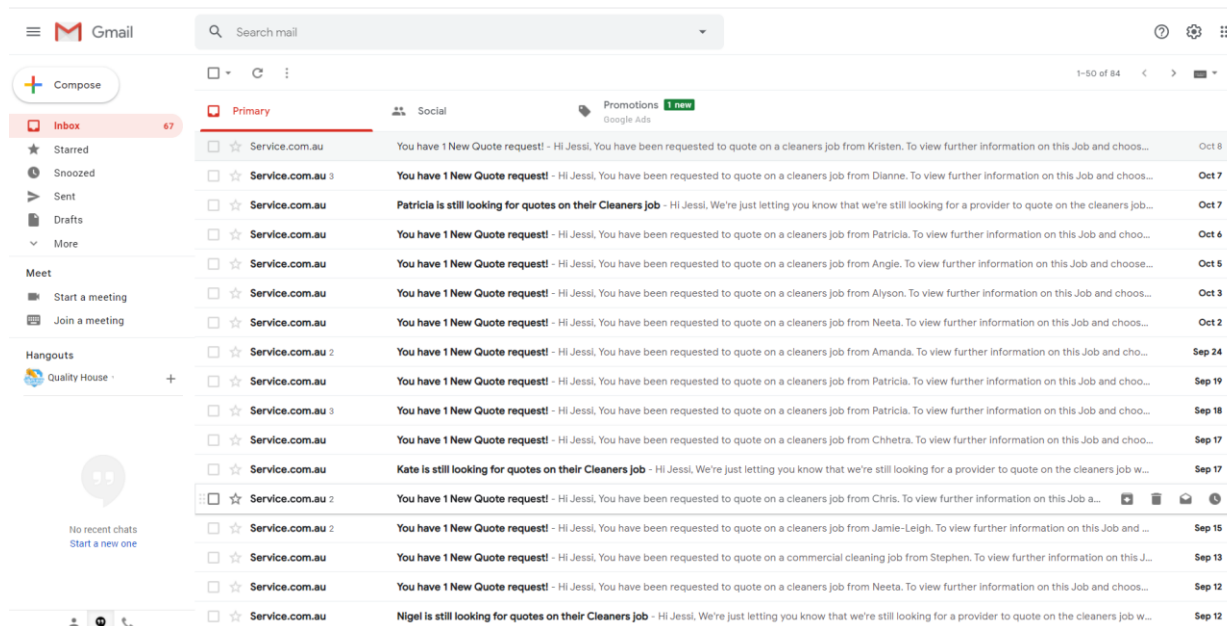 Gmail
Search mail
Compose
1–50 of 84
Primary
Social
Promotions 1 new
Google Ads
Inbox 67
Starred
Snoozed
Sent
Drafts
More
Meet
Start a meeting
Join a meeting
Hangouts
Quality House
No recent chats
Start a new one
Service.com.au You have 1 New Quote request! - Hi Jessi, You have been requested to quote on a cleaners job from Kristen. To view further information on this Job and choos... Oct 8
Service.com.au 3 You have 1 New Quote request! - Hi Jessi, You have been requested to quote on a cleaners job from Dianne. To view further information on this Job and choos... Oct 7
Service.com.au Patricia is still looking for quotes on their Cleaners job - Hi Jessi, We're just letting you know that we're still looking for a provider to quote on the cleaners job... Oct 7
Service.com.au You have 1 New Quote request! - Hi Jessi, You have been requested to quote on a cleaners job from Patricia. To view further information on this Job and choo... Oct 6
Service.com.au You have 1 New Quote request! - Hi Jessi, You have been requested to quote on a cleaners job from Angie. To view further information on this Job and choose... Oct 5
Service.com.au You have 1 New Quote request! - Hi Jessi, You have been requested to quote on a cleaners job from Alyson. To view further information on this Job and choos... Oct 3
Service.com.au You have 1 New Quote request! - Hi Jessi, You have been requested to quote on a cleaners job from Neeta. To view further information on this Job and choos... Oct 2
Service.com.au 2 You have 1 New Quote request! - Hi Jessi, You have been requested to quote on a cleaners job from Amanda. To view further information on this Job and cho... Sep 24
Service.com.au You have 1 New Quote request! - Hi Jessi, You have been requested to quote on a cleaners job from Patricia. To view further information on this Job and choo... Sep 19
Service.com.au 3 You have 1 New Quote request! - Hi Jessi, You have been requested to quote on a cleaners job from Patricia. To view further information on this Job and choo... Sep 18
Service.com.au You have 1 New Quote request! - Hi Jessi, You have been requested to quote on a cleaners job from Chhetra. To view further information on this Job and choo... Sep 17
Service.com.au Kate is still looking for quotes on their Cleaners job - Hi Jessi, We're just letting you know that we're still looking for a provider to quote on the cleaners job w... Sep 17
Service.com.au 2 You have 1 New Quote request! - Hi Jessi, You have been requested to quote on a cleaners job from Chris. To view further information on this Job a...
Service.com.au 2 You have 1 New Quote request! - Hi Jessi, You have been requested to quote on a cleaners job from Jamie-Leigh. To view further information on this Job and ... Sep 15
Service.com.au You have 1 New Quote request! - Hi Jessi, You have been requested to quote on a commercial cleaning job from Stephen. To view further information on this J... Sep 13
Service.com.au You have 1 New Quote request! - Hi Jessi, You have been requested to quote on a cleaners job from Neeta. To view further information on this Job and choos... Sep 12
Service.com.au Nigel is still looking for quotes on their Cleaners job - Hi Jessi, We're just letting you know that we're still looking for a provider to quote on the cleaners job w... Sep 12